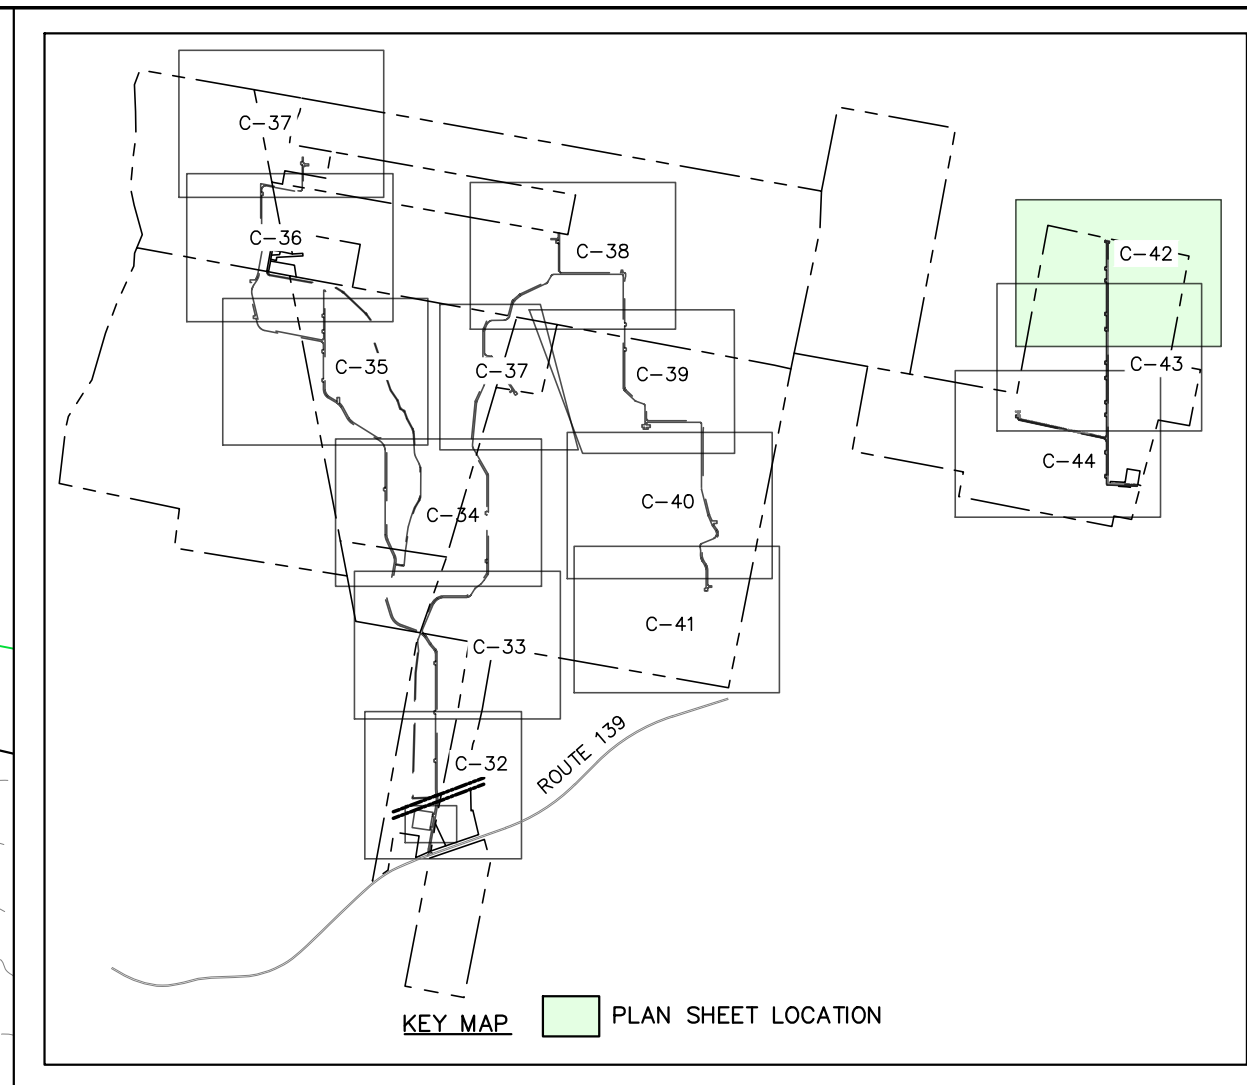 C-37
C-36
C-38
C-42
C-35
C-37
C-39
C-43
C-44
C-34
C-40
C-41
C-33
C-32
ROUTE 139
KEY MAP
PLAN SHEET LOCATION